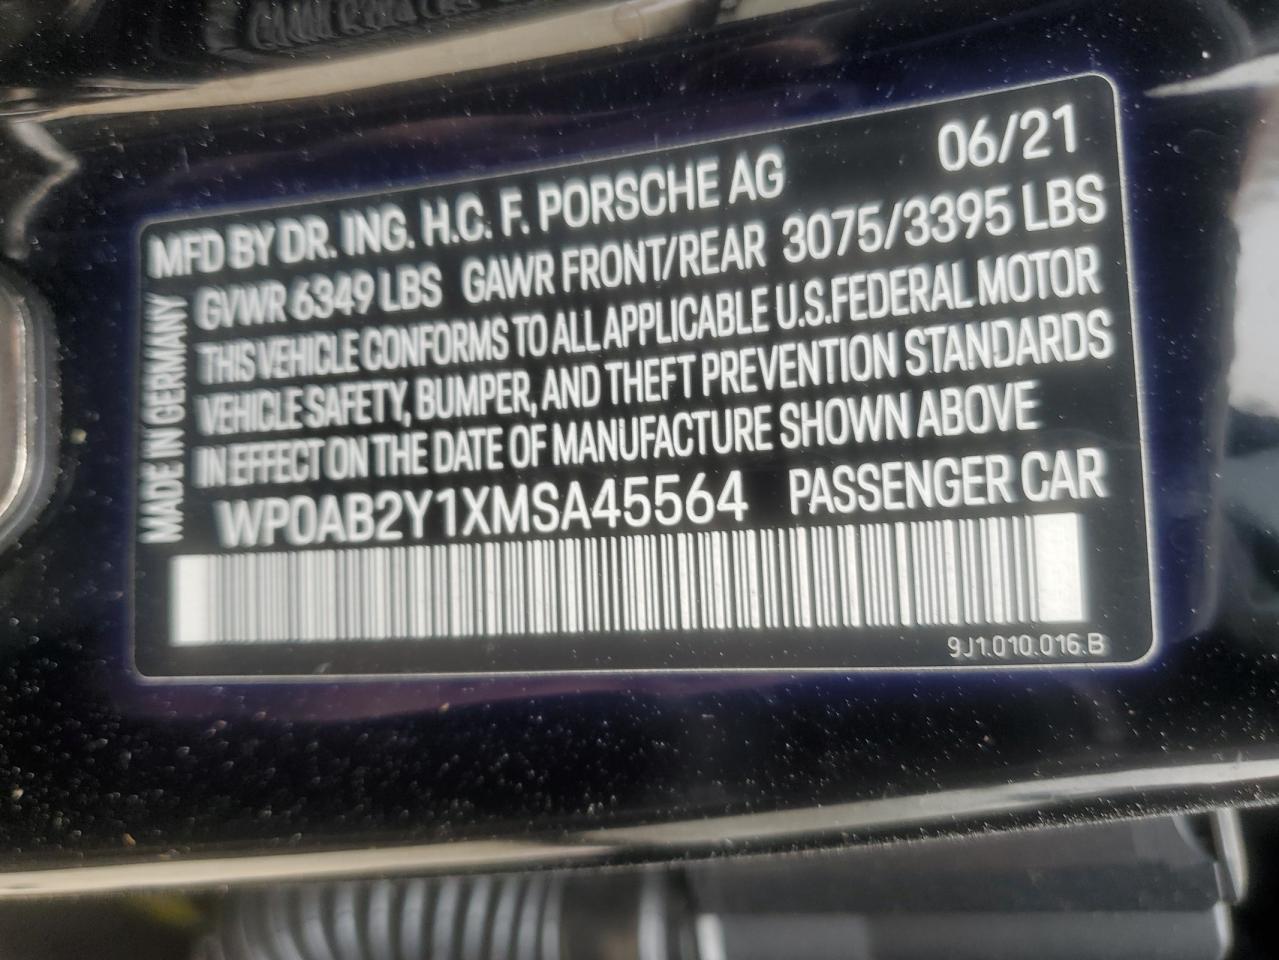 06/21
MFD BY DR. ING. H.C. F. PORSCHE AG
GVWR 6349 LBS GAWR FRONT/REAR 3075/3395 LBS
THIS VEHICLE CONFORMS TO ALL APPLICABLE U.S.FEDERAL MOTOR
VEHICLE SAFETY, BUMPER, AND THEFT PREVENTION STANDARDS
IN EFFECT ON THE DATE OF MANUFACTURE SHOWN ABOVE
WP0AB2Y1XMSA45564 PASSENGER CAR
MADE IN GERMANY
9J1.010.016.B